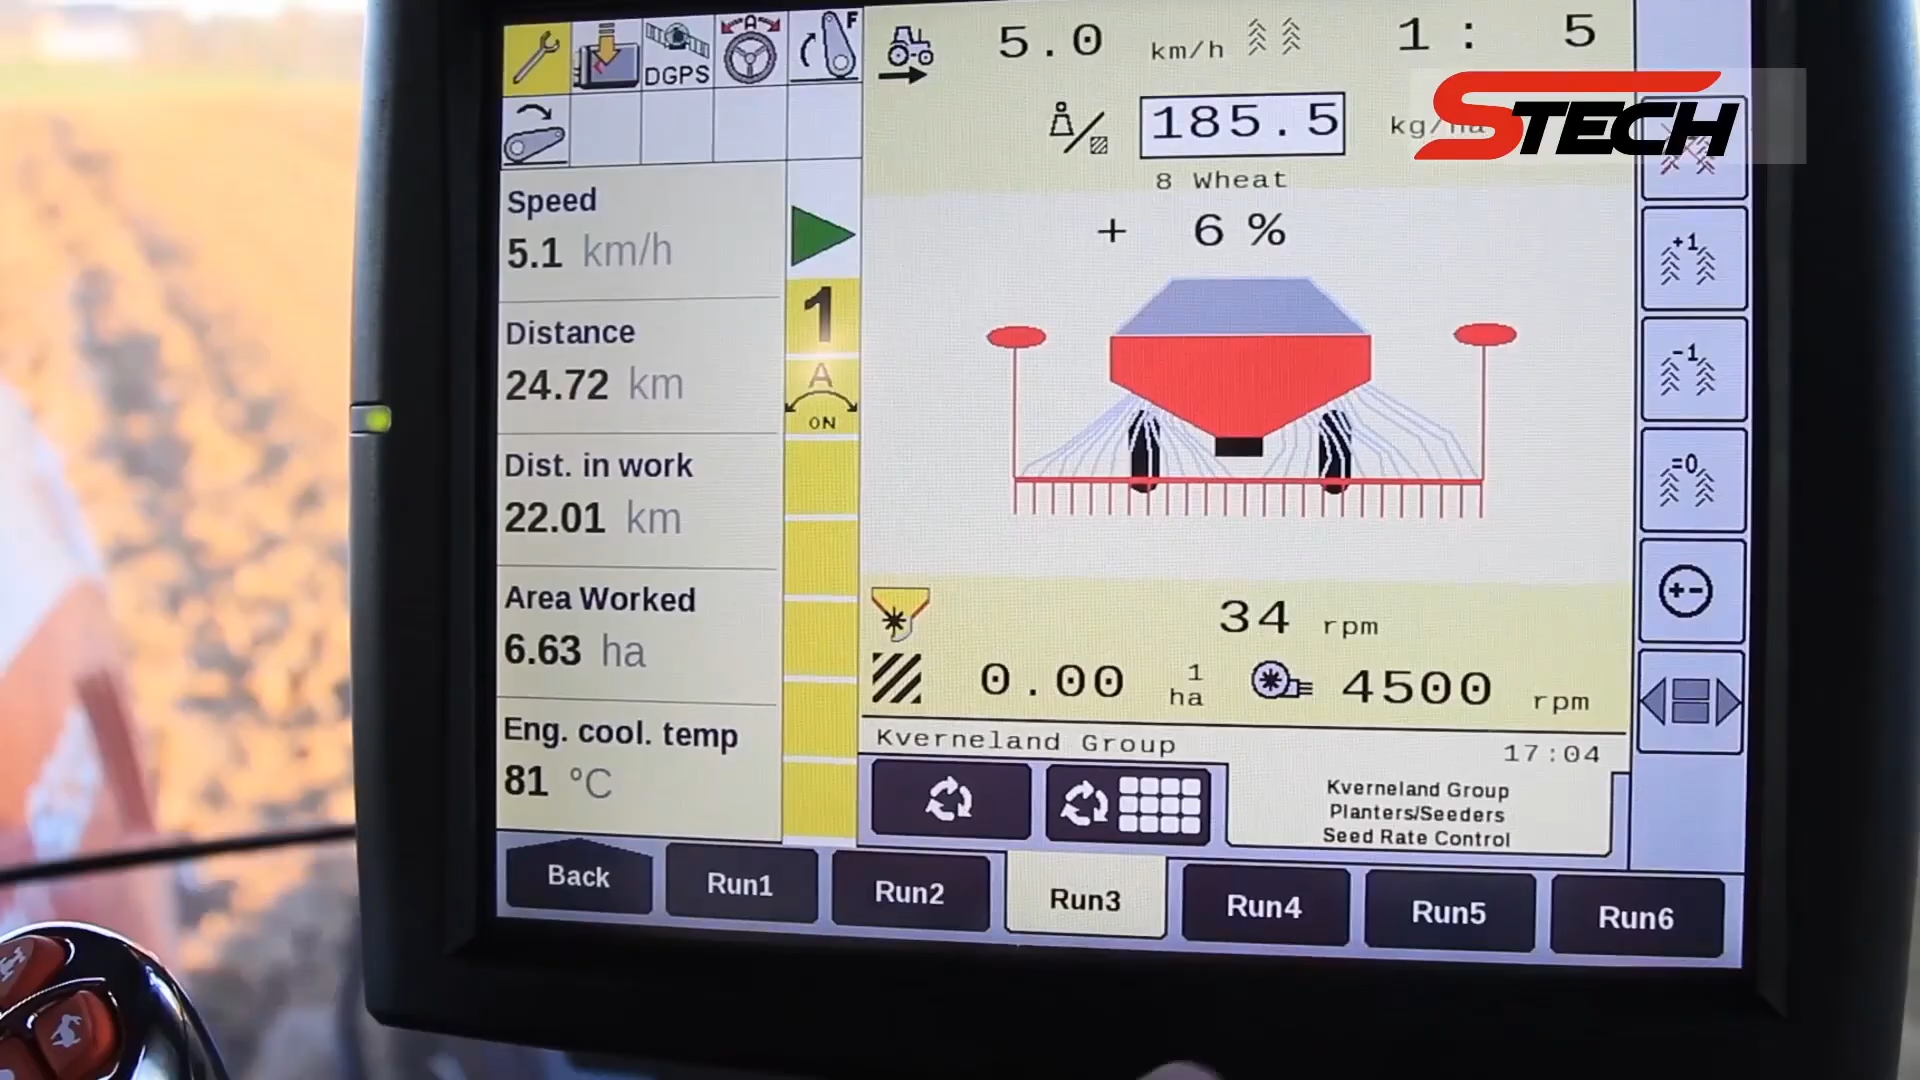 F
A
DGPS
5.0 km/h 1 : 5
185.5 kg/ha
STECH
8 Wheat
+ 6 %
Speed
5.1 km/h
Distance
24.72 km
Dist. in work
22.01 km
Area Worked
6.63 ha
Eng. cool. temp
81 °C
1
A
ON
+1
-1
=0
+-
34 rpm
0.00 1 ha 4500 rpm
Kverneland Group 17:04
Kverneland Group
Planters/Seeders
Seed Rate Control
Back Run1 Run2 Run3 Run4 Run5 Run6